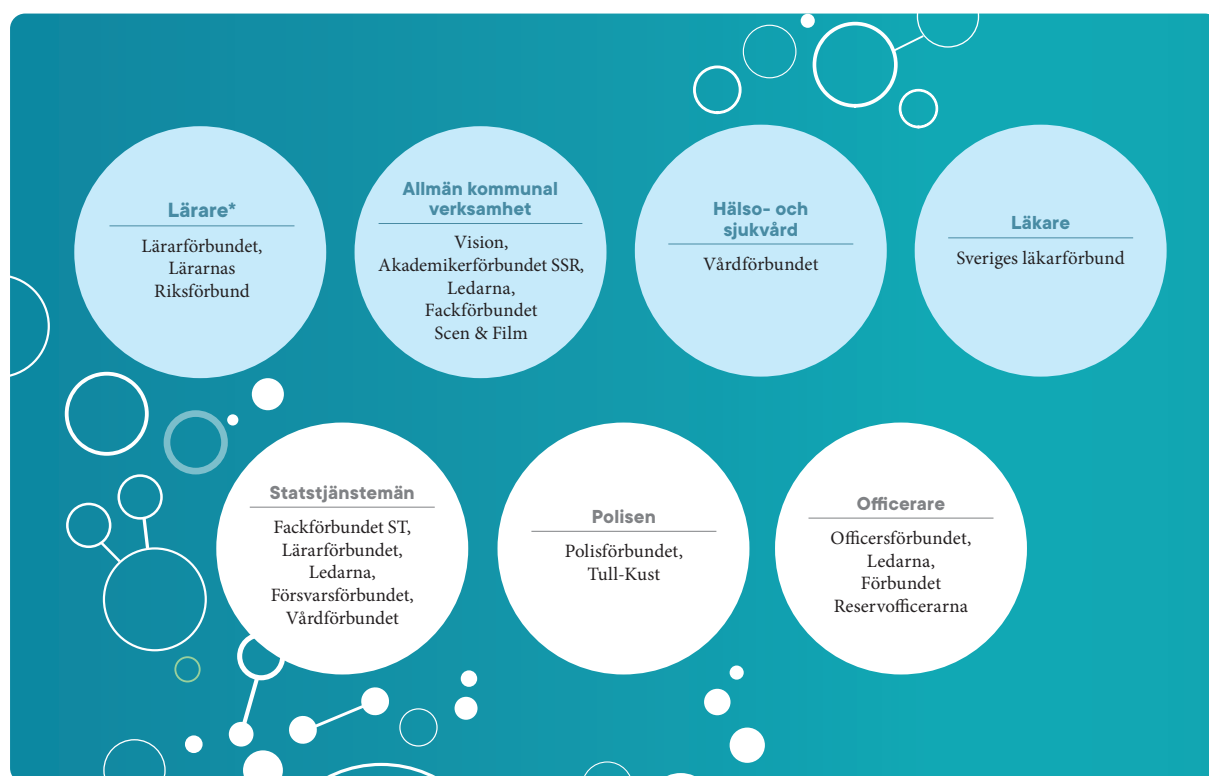 Lärare*
Lärarförbundet,
Lärarnas
Riksförbund
Allmän kommunal
verksamhet
Vision,
Akademikerförbundet SSR,
Ledarna,
Fackförbundet
Scen & Film
Hälso- och
sjukvård
Vårdförbundet
Läkare
Sveriges läkarförbund
Statstjänstemän
Fackförbundet ST,
Lärarförbundet,
Ledarna,
Försvarsförbundet,
Vårdförbundet
Polisen
Polisförbundet,
Tull-Kust
Officerare
Officersförbundet,
Ledarna,
Förbundet
Reservofficerarna